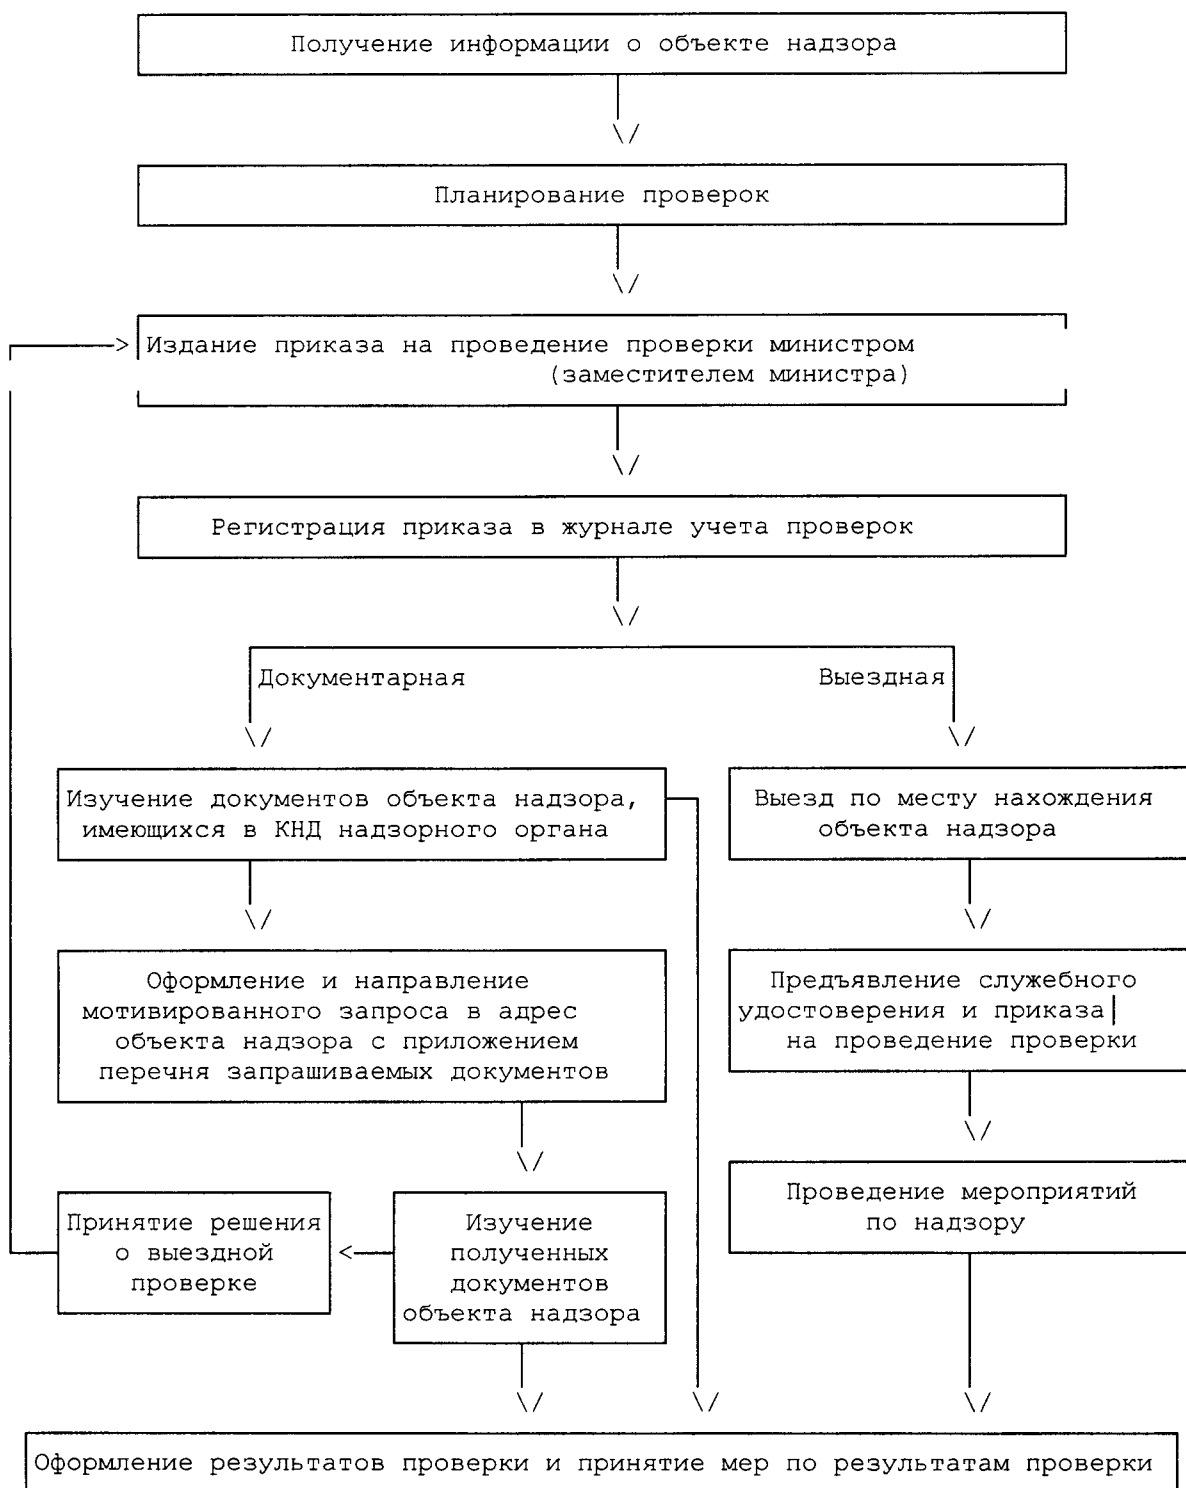 Получение информации о объекте надзора
Планирование проверок
Издание приказа на проведение проверки министром
(заместителем министра)
Регистрация приказа в журнале учета проверок
Документарная
Выездная
Изучение документов объекта надзора,
имеющихся в КНД надзорного органа
Выезд по месту нахождения
объекта надзора
Оформление и направление
мотивированного запроса в адрес
объекта надзора с приложением
перечня запрашиваемых документов
Предъявление служебного
удостоверения и приказа
на проведение проверки
Принятие решения
о выездной
проверке
Изучение
полученных
документов
объекта надзора
Проведение мероприятий
по надзору
Оформление результатов проверки и принятие мер по результатам проверки